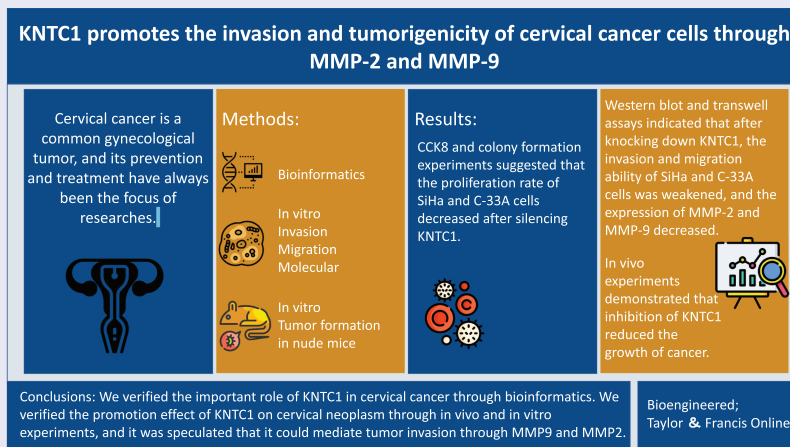 KNTC1 promotes the invasion and tumorigenicity of cervical cancer cells through
MMP-2 and MMP-9
Cervical cancer is a
common gynecological
tumor, and its prevention
and treatment have always
been the focus of
researches.
Methods:
Bioinformatics
In vitro
Invasion
Migration
Molecular
In vitro
Tumor formation
in nude mice
Results:
CCK8 and colony formation
experiments suggested that
the proliferation rate of
SiHa and C-33A cells
decreased after silencing
KNTC1.
Western blot and transwell
assays indicated that after
knocking down KNTC1, the
invasion and migration
ability of SiHa and C-33A
cells was weakened, and the
expression of MMP-2 and
MMP-9 decreased.
In vivo
experiments
demonstrated that
inhibition of KNTC1
reduced the
growth of cancer.
Conclusions: We verified the important role of KNTC1 in cervical cancer through bioinformatics. We
verified the promotion effect of KNTC1 on cervical neoplasm through in vivo and in vitro
experiments, and it was speculated that it could mediate tumor invasion through MMP9 and MMP2.
Bioengineered;
Taylor & Francis Online